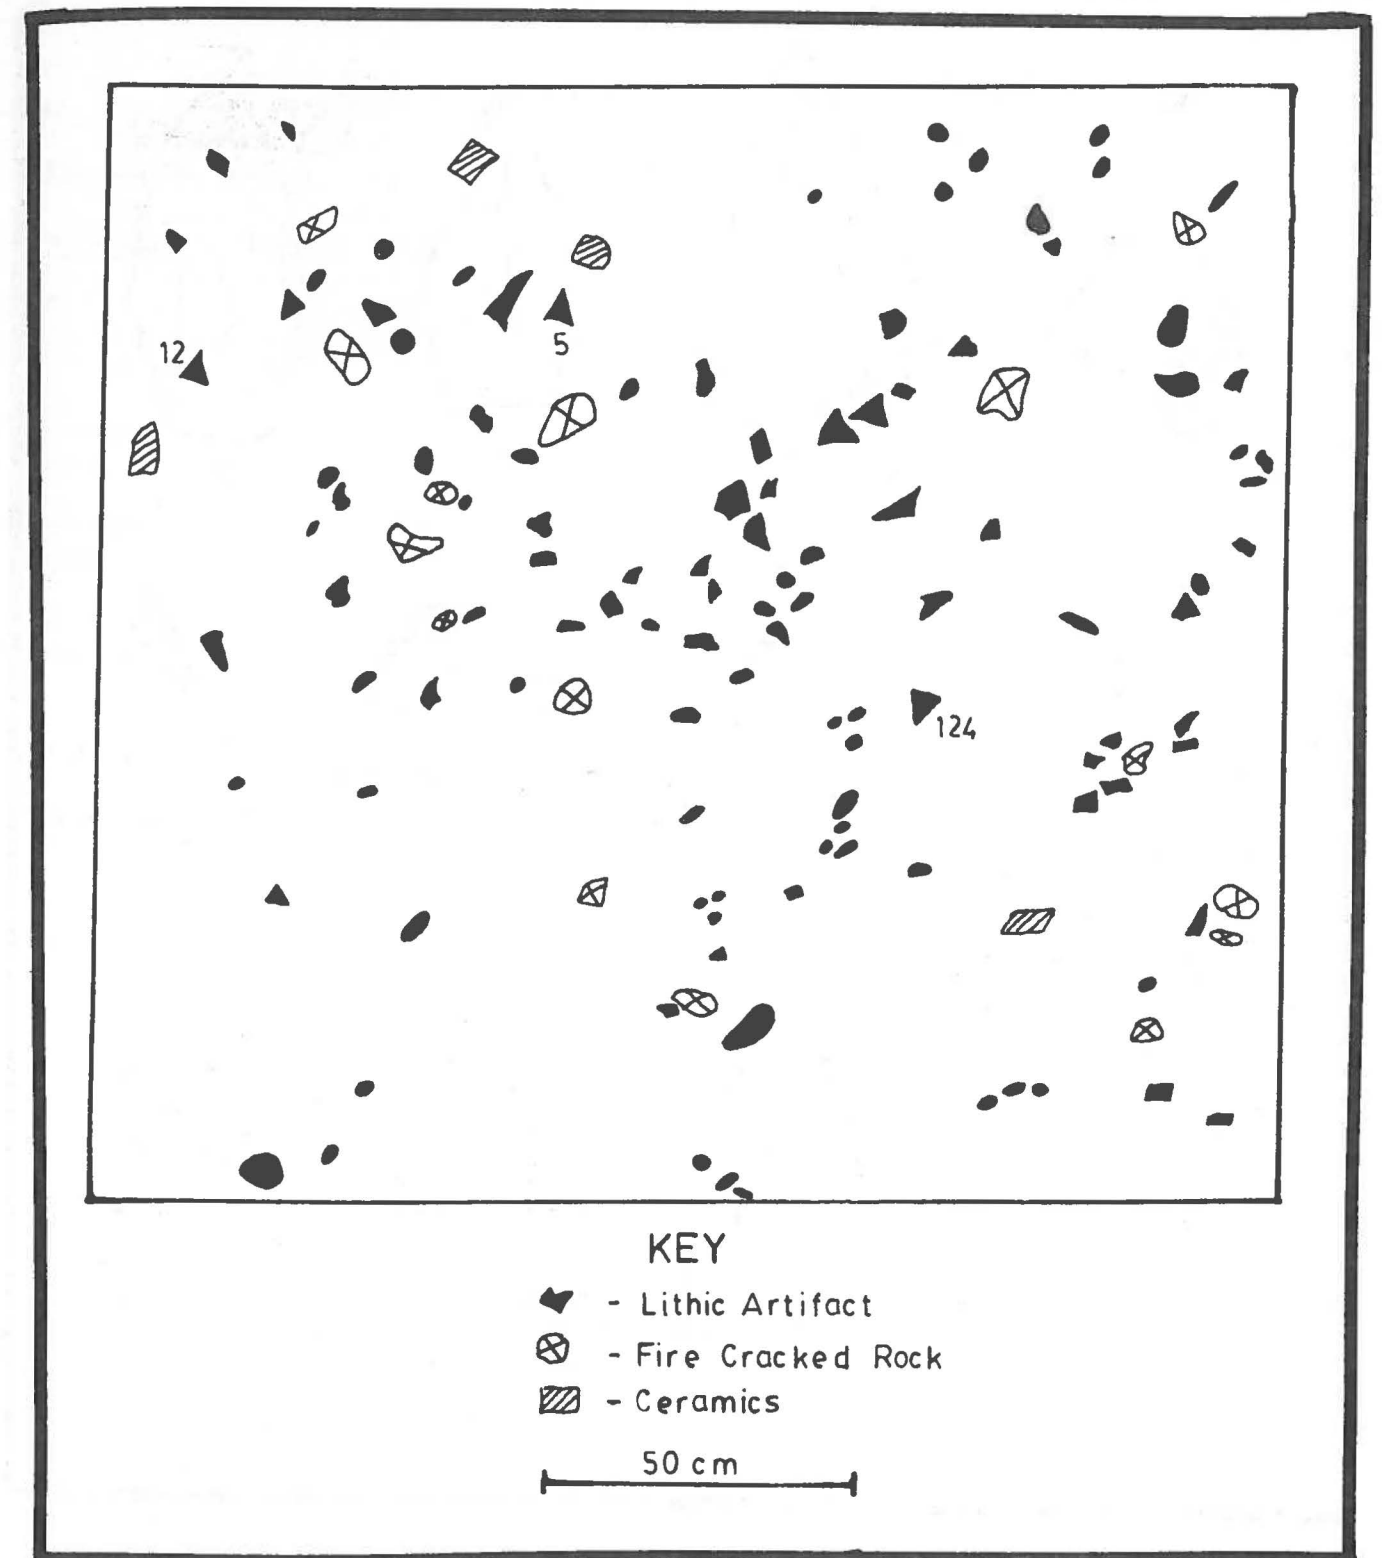 5
12
124
KEY
- Lithic Artifact
- Fire Cracked Rock
- Ceramics
50 cm